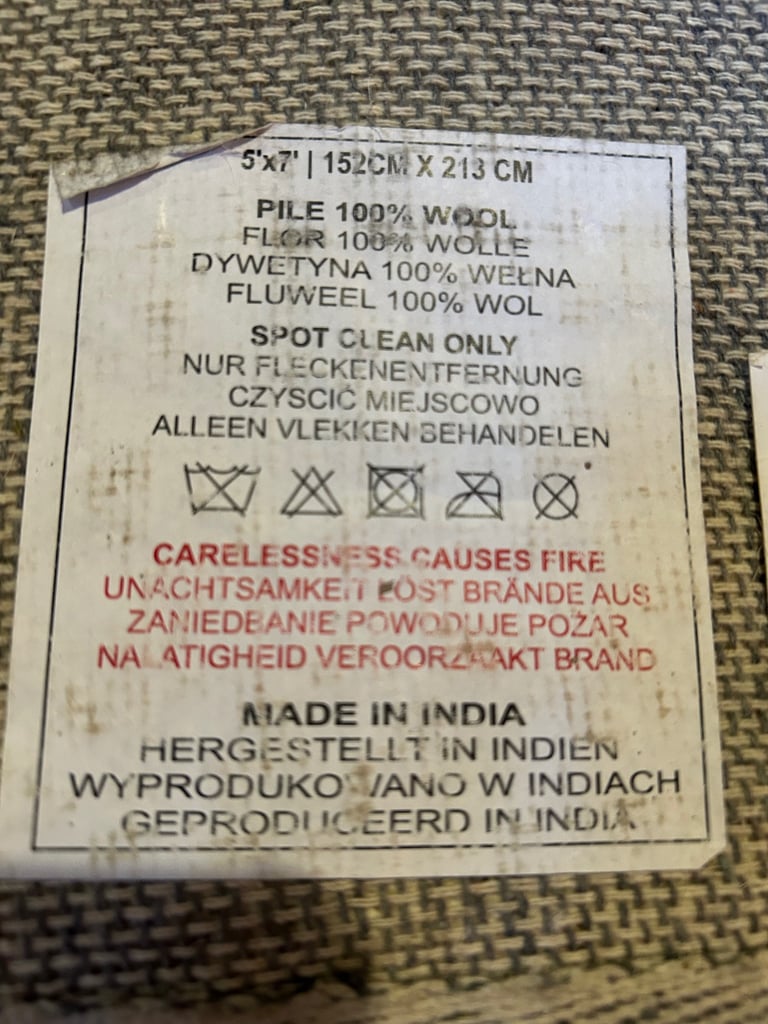 5'x7' | 152CM X 213 CM
PILE 100% WOOL
FLOR 100% WOLLE
DYWETYNA 100% WEŁNA
FLUWEEL 100% WOL
SPOT CLEAN ONLY
NUR FLECKENENTFERNUNG
CZYSCIĆ MIEJSCOWO
ALLEEN VLEKKEN BEHANDELEN
CARELESSNESS CAUSES FIRE
UNACHTSAMKEIT LÖST BRÄNDE AUS
ZANIEDBANIE POWODUJE POŻAR
NALATIGHEID VEROORZAAKT BRAND
MADE IN INDIA
HERGESTELLT IN INDIEN
WYPRODUKOWANO W INDIACH
GEPRODUCEERD IN INDIA